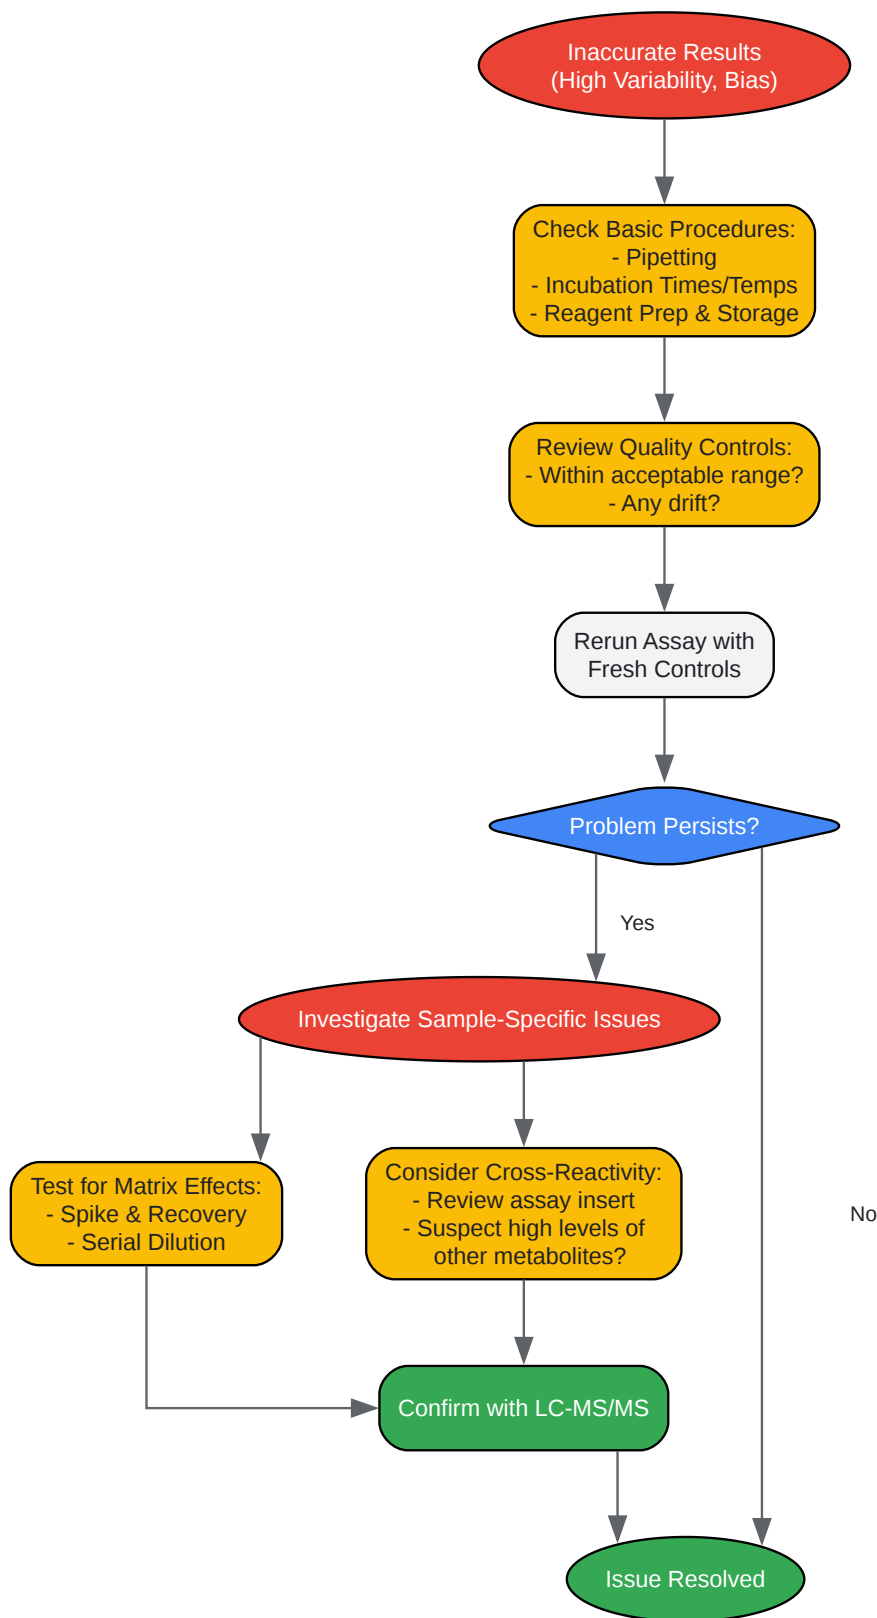 Inaccurate Results
(High Variability, Bias)
Check Basic Procedures:
- Pipetting
- Incubation Times/Temps
- Reagent Prep & Storage
Review Quality Controls:
- Within acceptable range?
- Any drift?
Rerun Assay with
Fresh Controls
Problem Persists?
Yes
Investigate Sample-Specific Issues
Test for Matrix Effects:
- Spike & Recovery
- Serial Dilution
Consider Cross-Reactivity:
- Review assay insert
- Suspect high levels of
other metabolites?
No
Confirm with LC-MS/MS
Issue Resolved